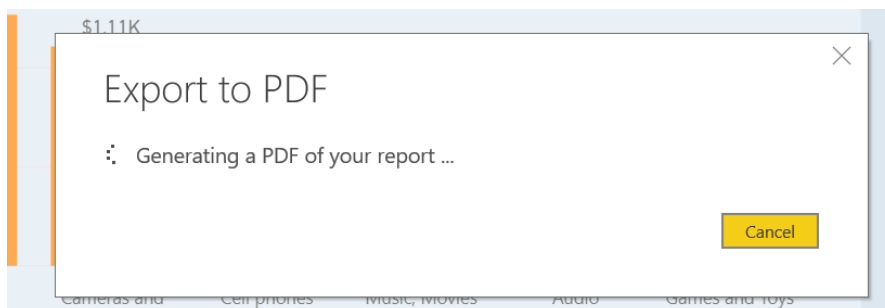 $1.11K
Export to PDF
Generating a PDF of your report ...
Cancel
Cameras and Cell phones Music, Movies Audio Games and Toys